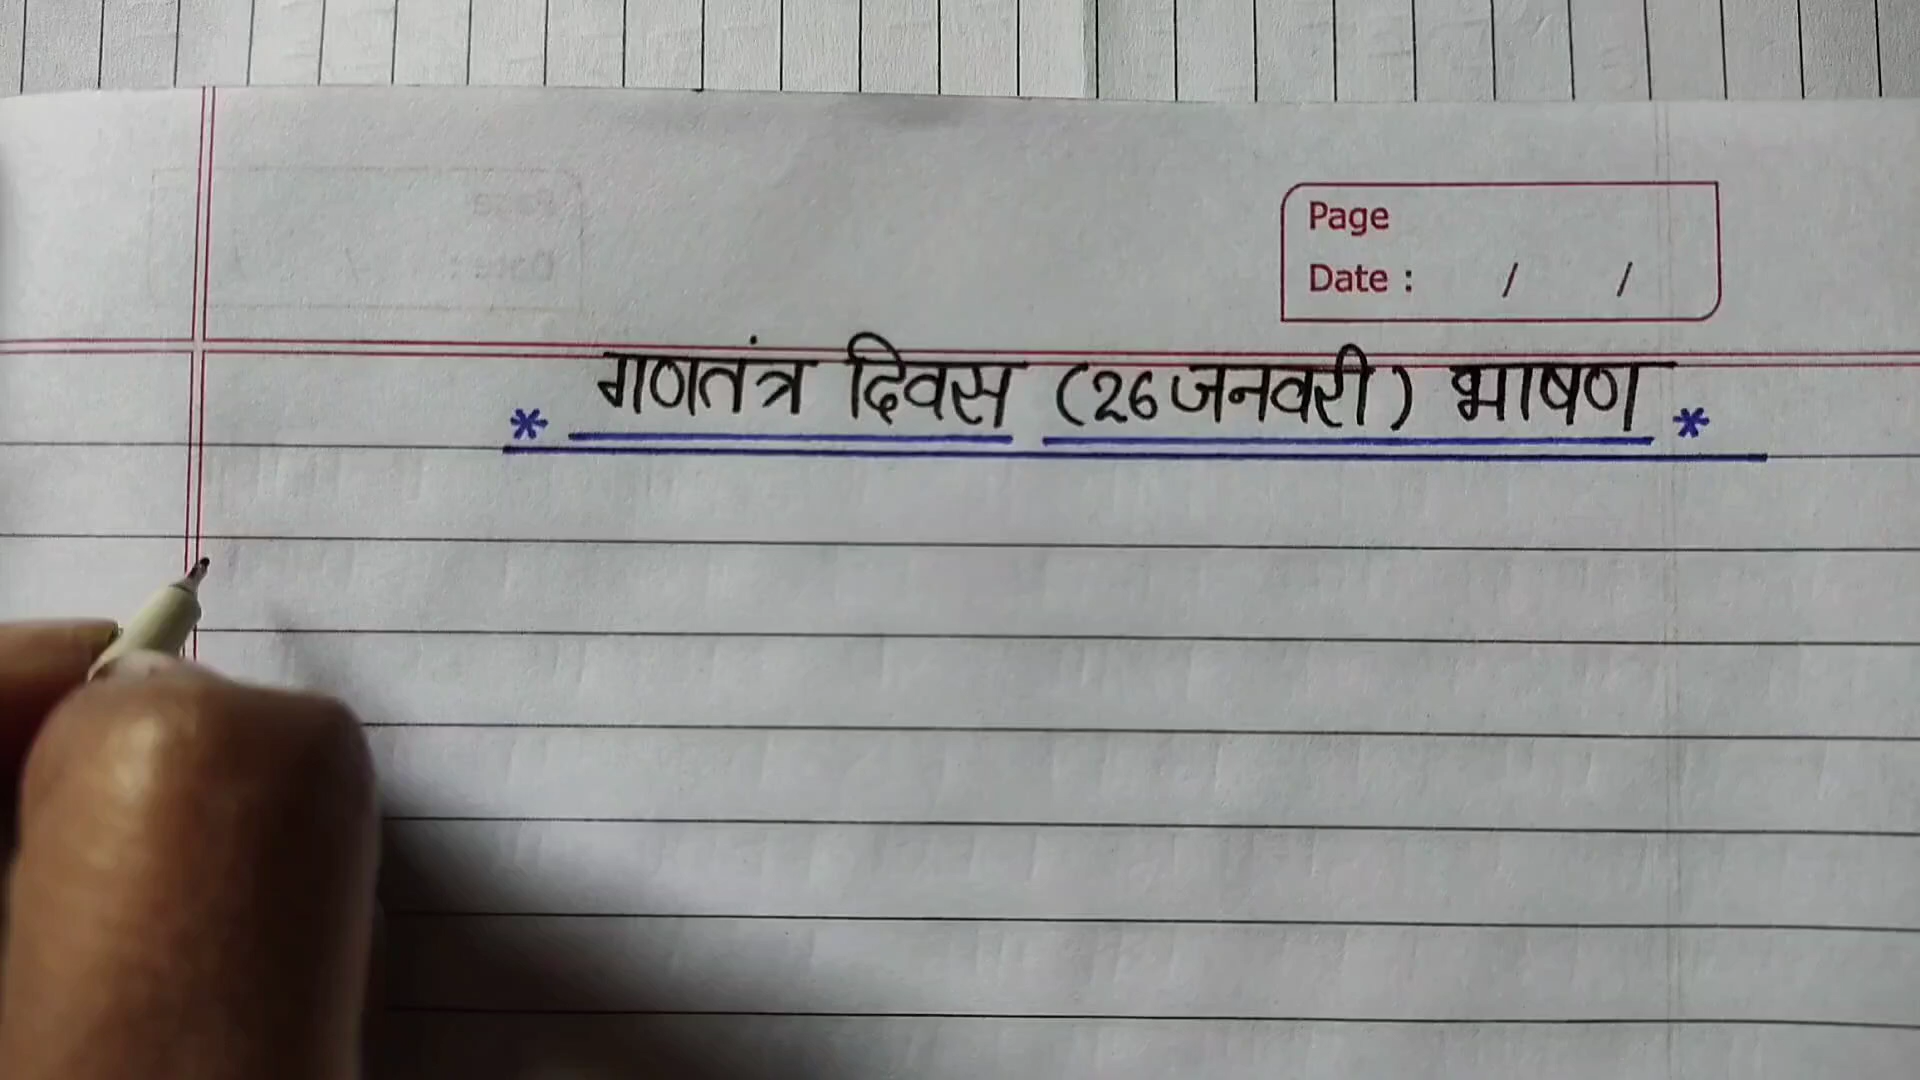 Page
Date : / /
* गणतंत्र दिवस (26 जनवरी) भाषण *